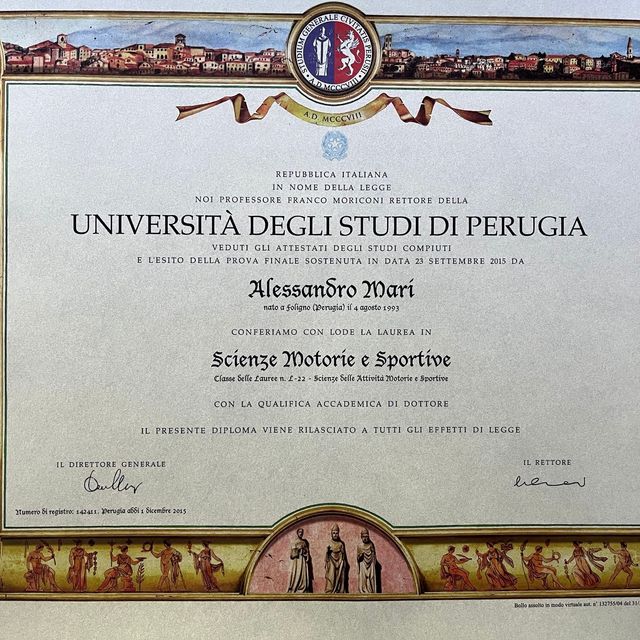 STUDIUM GENERALE CIVITATIS PERUSII
A.D. MCCCVIII
A.D. MCCCVIII
REPUBBLICA ITALIANA
IN NOME DELLA LEGGE
NOI PROFESSORE FRANCO MORICONI RETTORE DELLA
UNIVERSITÀ DEGLI STUDI DI PERUGIA
VEDUTI GLI ATTESTATI DEGLI STUDI COMPIUTI
E L'ESITO DELLA PROVA FINALE SOSTENUTA IN DATA 23 SETTEMBRE 2015 DA
Alessandro Mari
nato a Foligno (Perugia) il 4 agosto 1993
CONFERIAMO CON LODE LA LAUREA IN
Scienze Motorie e Sportive
Classe delle Lauree n. L-22 - Scienze delle Attività Motorie e Sportive
CON LA QUALIFICA ACCADEMICA DI DOTTORE
IL PRESENTE DIPLOMA VIENE RILASCIATO A TUTTI GLI EFFETTI DI LEGGE
IL DIRETTORE GENERALE
IL RETTORE
Numero di registro: 142411. Perugia addì 1 dicembre 2015
Bollo assolto in modo virtuale aut. n° 132755/04 del 31/